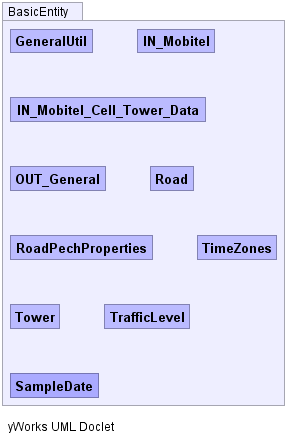 BasicEntity
GeneralUtil IN_Mobitel
IN_Mobitel_Cell_Tower_Data
OUT_General Road
RoadPechProperties TimeZones
Tower TrafficLevel
SampleDate
yWorks UML Doclet